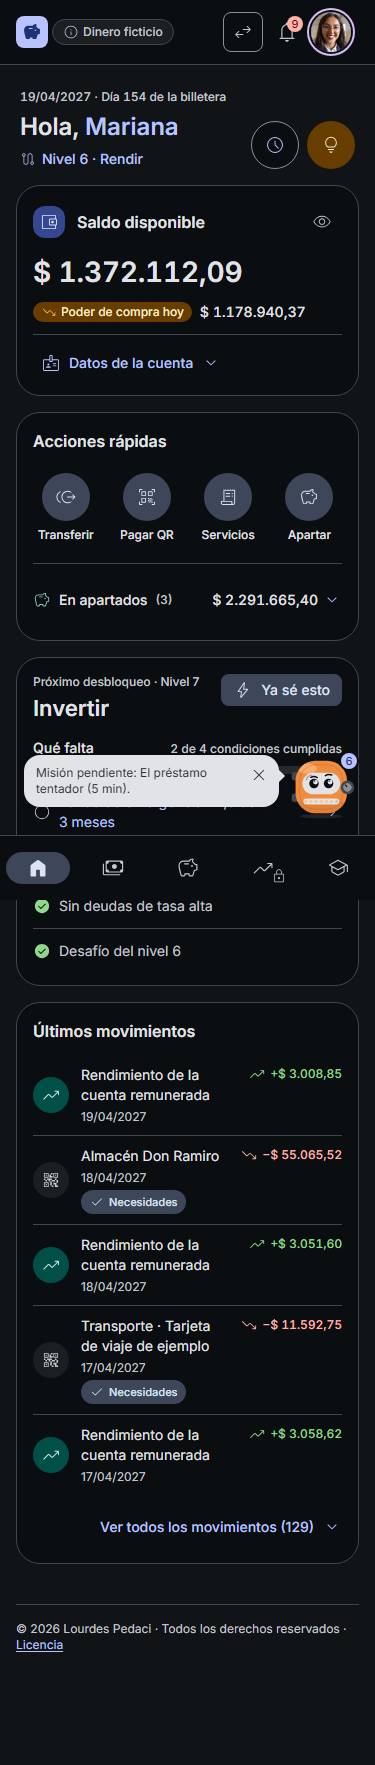 Dinero ficticio
9
19/04/2027 · Día 154 de la billetera
Hola, Mariana
Nivel 6 · Rendir
Saldo disponible
$ 1.372.112,09
Poder de compra hoy $ 1.178.940,37
Datos de la cuenta
Acciones rápidas
Transferir Pagar QR Servicios Apartar
En apartados (3) $ 2.291.665,40
Próximo desbloqueo · Nivel 7
Ya sé esto
Invertir
Qué falta 2 de 4 condiciones cumplidas
Misión pendiente: El préstamo
tentador (5 min).
6
3 meses
Sin deudas de tasa alta
Desafío del nivel 6
Últimos movimientos
Rendimiento de la +$ 3.008,85
cuenta remunerada
19/04/2027
Almacén Don Ramiro −$ 55.065,52
18/04/2027
Necesidades
Rendimiento de la +$ 3.051,60
cuenta remunerada
18/04/2027
Transporte · Tarjeta −$ 11.592,75
de viaje de ejemplo
17/04/2027
Necesidades
Rendimiento de la +$ 3.058,62
cuenta remunerada
17/04/2027
Ver todos los movimientos (129)
© 2026 Lourdes Pedaci · Todos los derechos reservados ·
Licencia